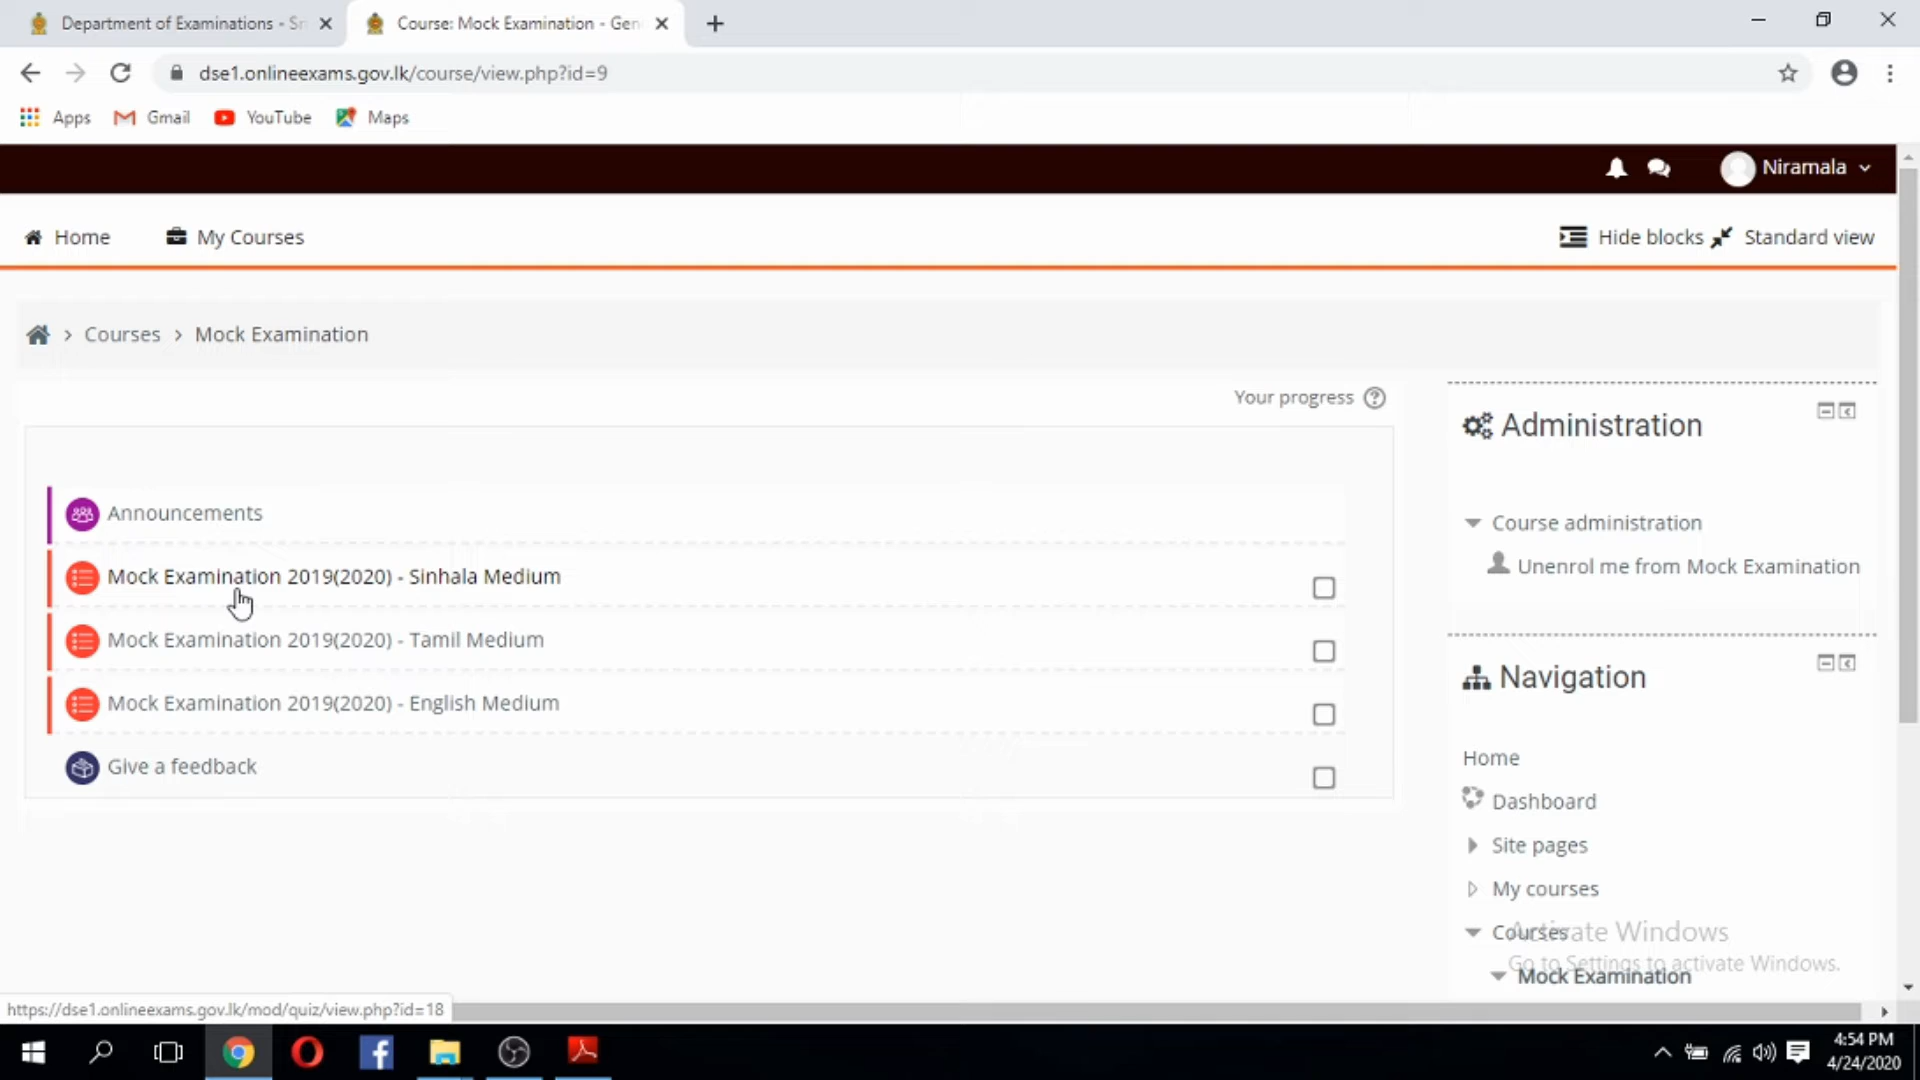 Department of Examinations - Sr
Course: Mock Examination - Gen
dse1.onlineexams.gov.lk/course/view.php?id=9
Apps
Gmail
YouTube
Maps
Niramala
Home
My Courses
Hide blocks
Standard view
> Courses > Mock Examination
Your progress
Administration
Announcements
Course administration
Mock Examination 2019(2020) - Sinhala Medium
Unenrol me from Mock Examination
Mock Examination 2019(2020) - Tamil Medium
Navigation
Mock Examination 2019(2020) - English Medium
Home
Give a feedback
Dashboard
Site pages
My courses
Courses
Activate Windows
Go to Settings to activate Windows.
Mock Examination
https://dse1.onlineexams.gov.lk/mod/quiz/view.php?id=18
4:54 PM
4/24/2020